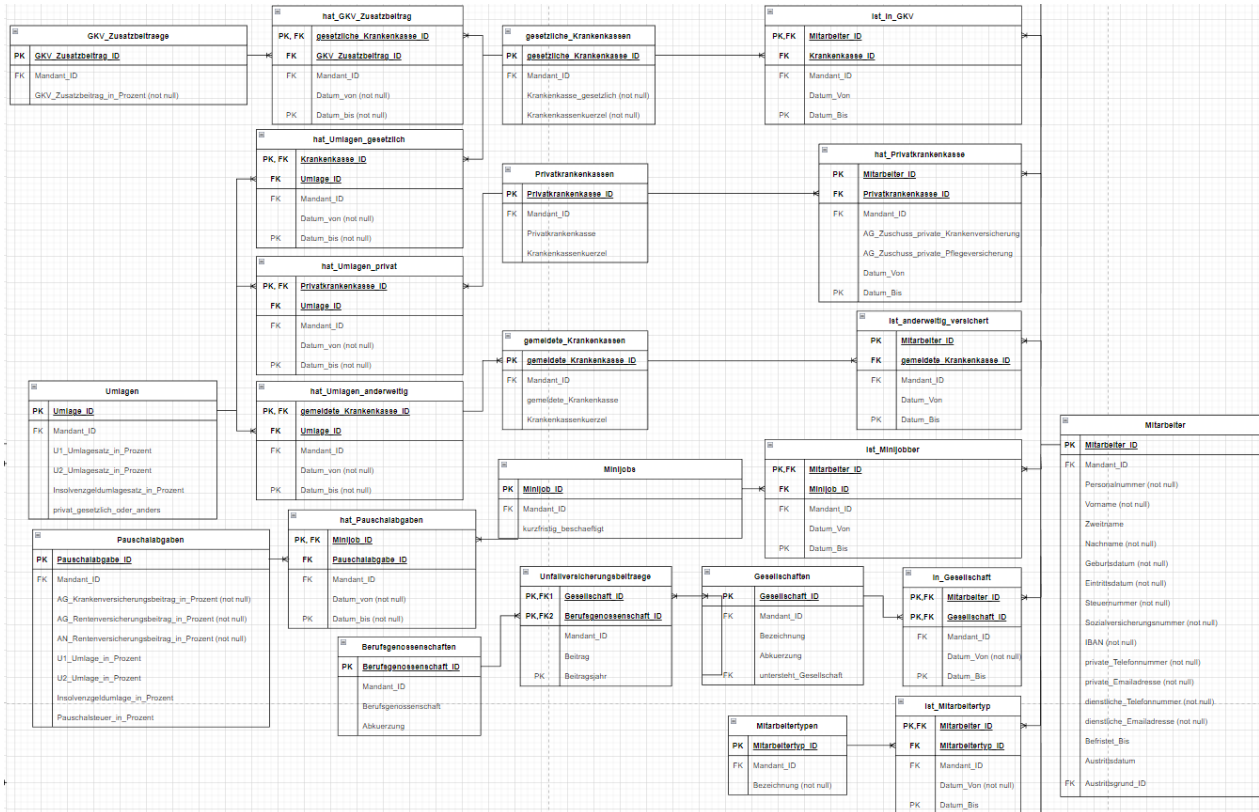 GKV_Zusatzbeitraege
PK GKV_Zusatzbeitrag_ID
FK Mandant_ID
GKV_Zusatzbeitrag_in_Prozent (not null)
hat_GKV_Zusatzbeitrag
PK, FK gesetzliche_Krankenkasse_ID
FK GKV_Zusatzbeitrag_ID
FK Mandant_ID
Datum_von (not null)
PK Datum_bis (not null)
gesetzliche_Krankenkassen
PK gesetzliche_Krankenkasse_ID
FK Mandant_ID
Krankenkasse_gesetzlich (not null)
Krankenkassenkuerzel (not null)
ist_in_GKV
PK,FK Mitarbeiter_ID
FK Krankenkasse_ID
FK Mandant_ID
Datum_Von
PK Datum_Bis
hat_Umlagen_gesetzlich
PK, FK Krankenkasse_ID
FK Umlage_ID
FK Mandant_ID
Datum_von (not null)
PK Datum_bis (not null)
Privatkrankenkassen
PK Privatkrankenkasse_ID
FK Mandant_ID
Privatkrankenkasse
Krankenkassenkuerzel
hat_Privatkrankenkasse
PK Mitarbeiter_ID
FK Privatkrankenkasse_ID
FK Mandant_ID
AG_Zuschuss_private_Krankenversicherung
AG_Zuschuss_private_Pflegeversicherung
Datum_Von
PK Datum_Bis
hat_Umlagen_privat
PK, FK Privatkrankenkasse_ID
FK Umlage_ID
FK Mandant_ID
Datum_von (not null)
PK Datum_bis (not null)
gemeldete_Krankenkassen
PK gemeldete_Krankenkasse_ID
FK Mandant_ID
gemeldete_Krankenkasse
Krankenkassenkuerzel
ist_anderweitig_versichert
PK Mitarbeiter_ID
FK gemeldete_Krankenkasse_ID
FK Mandant_ID
Datum_Von
PK Datum_Bis
Umlagen
PK Umlage_ID
FK Mandant_ID
U1_Umlagesatz_in_Prozent
U2_Umlagesatz_in_Prozent
Insolvenzgeldumlagesatz_in_Prozent
privat_gesetzlich_oder_anders
hat_Umlagen_anderweitig
PK, FK gemeldete_Krankenkasse_ID
FK Umlage_ID
FK Mandant_ID
Datum_von (not null)
PK Datum_bis (not null)
Minijobs
PK Minijob_ID
FK Mandant_ID
kurzfristig_beschaeftigt
ist_Minijobber
PK,FK Mitarbeiter_ID
FK Minijob_ID
FK Mandant_ID
Datum_Von
PK Datum_Bis
Mitarbeiter
PK Mitarbeiter_ID
FK Mandant_ID
Personalnummer (not null)
Vorname (not null)
Zweitname
Nachname (not null)
Geburtsdatum (not null)
Eintrittsdatum (not null)
Steuernummer (not null)
Sozialversicherungsnummer (not null)
IBAN (not null)
private_Telefonnummer (not null)
private_Emailadresse (not null)
dienstliche_Telefonnummer (not null)
dienstliche_Emailadresse (not null)
Befristet_Bis
Austrittsdatum
FK Austrittsgrund_ID
Pauschalabgaben
PK Pauschalabgabe_ID
FK Mandant_ID
AG_Krankenversicherungsbeitrag_in_Prozent (not null)
AG_Rentenversicherungsbeitrag_in_Prozent (not null)
AN_Rentenversicherungsbeitrag_in_Prozent (not null)
U1_Umlage_in_Prozent
U2_Umlage_in_Prozent
Insolvenzgeldumlage_in_Prozent
Pauschalsteuer_in_Prozent
hat_Pauschalabgaben
PK, FK Minijob_ID
FK Pauschalabgabe_ID
FK Mandant_ID
Datum_von (not null)
PK Datum_bis (not null)
Berufsgenossenschaften
PK Berufsgenossenschaft_ID
Mandant_ID
Berufsgenossenschaft
Abkuerzung
Unfallversicherungsbeitraege
PK,FK1 Gesellschaft_ID
PK,FK2 Berufsgenossenschaft_ID
Mandant_ID
Beitrag
PK Beitragsjahr
Gesellschaften
PK Gesellschaft_ID
FK Mandant_ID
Bezeichnung
Abkuerzung
FK untersteht_Gesellschaft
in_Gesellschaft
PK,FK Mitarbeiter_ID
PK,FK Gesellschaft_ID
FK Mandant_ID
Datum_Von (not null)
PK Datum_Bis
Mitarbeitertypen
PK Mitarbeitertyp_ID
FK Mandant_ID
Bezeichnung (not null)
ist_Mitarbeitertyp
PK,FK Mitarbeiter_ID
FK Mitarbeitertyp_ID
FK Mandant_ID
Datum_Von (not null)
PK Datum_Bis